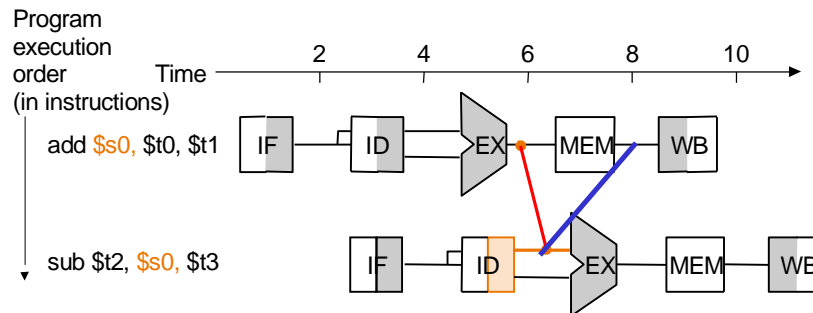 Program
execution
order
(in instructions)
Time
2 4 6 8 10
add $s0, $t0, $t1
IF ID EX MEM WB
sub $t2, $s0, $t3
IF ID EX MEM WB